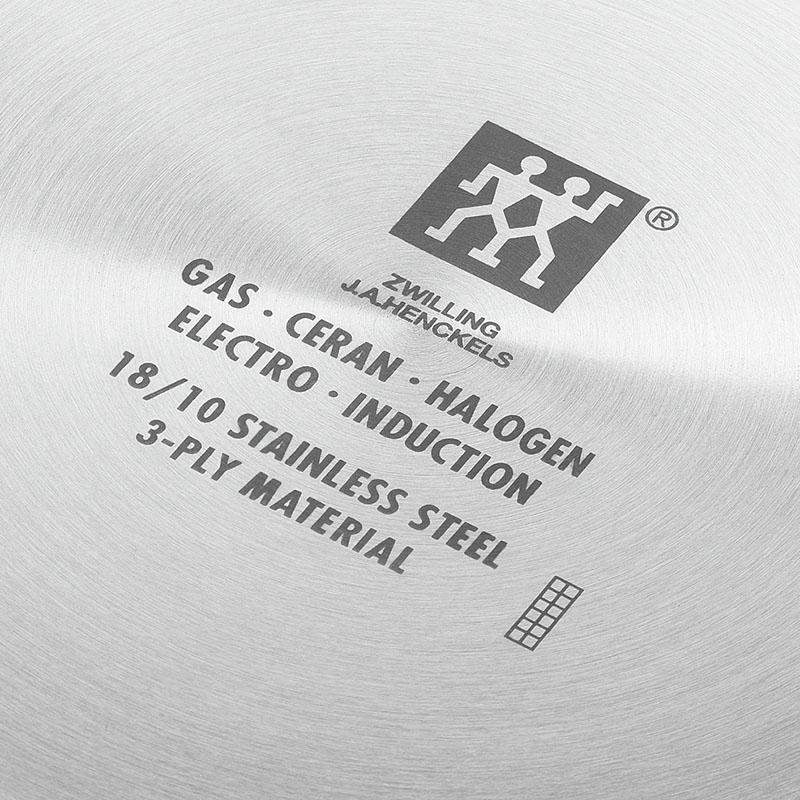 ®
ZWILLING
J.A.HENCKELS
GAS · CERAN · HALOGEN
ELECTRO · INDUCTION
18/10 STAINLESS STEEL
3-PLY MATERIAL